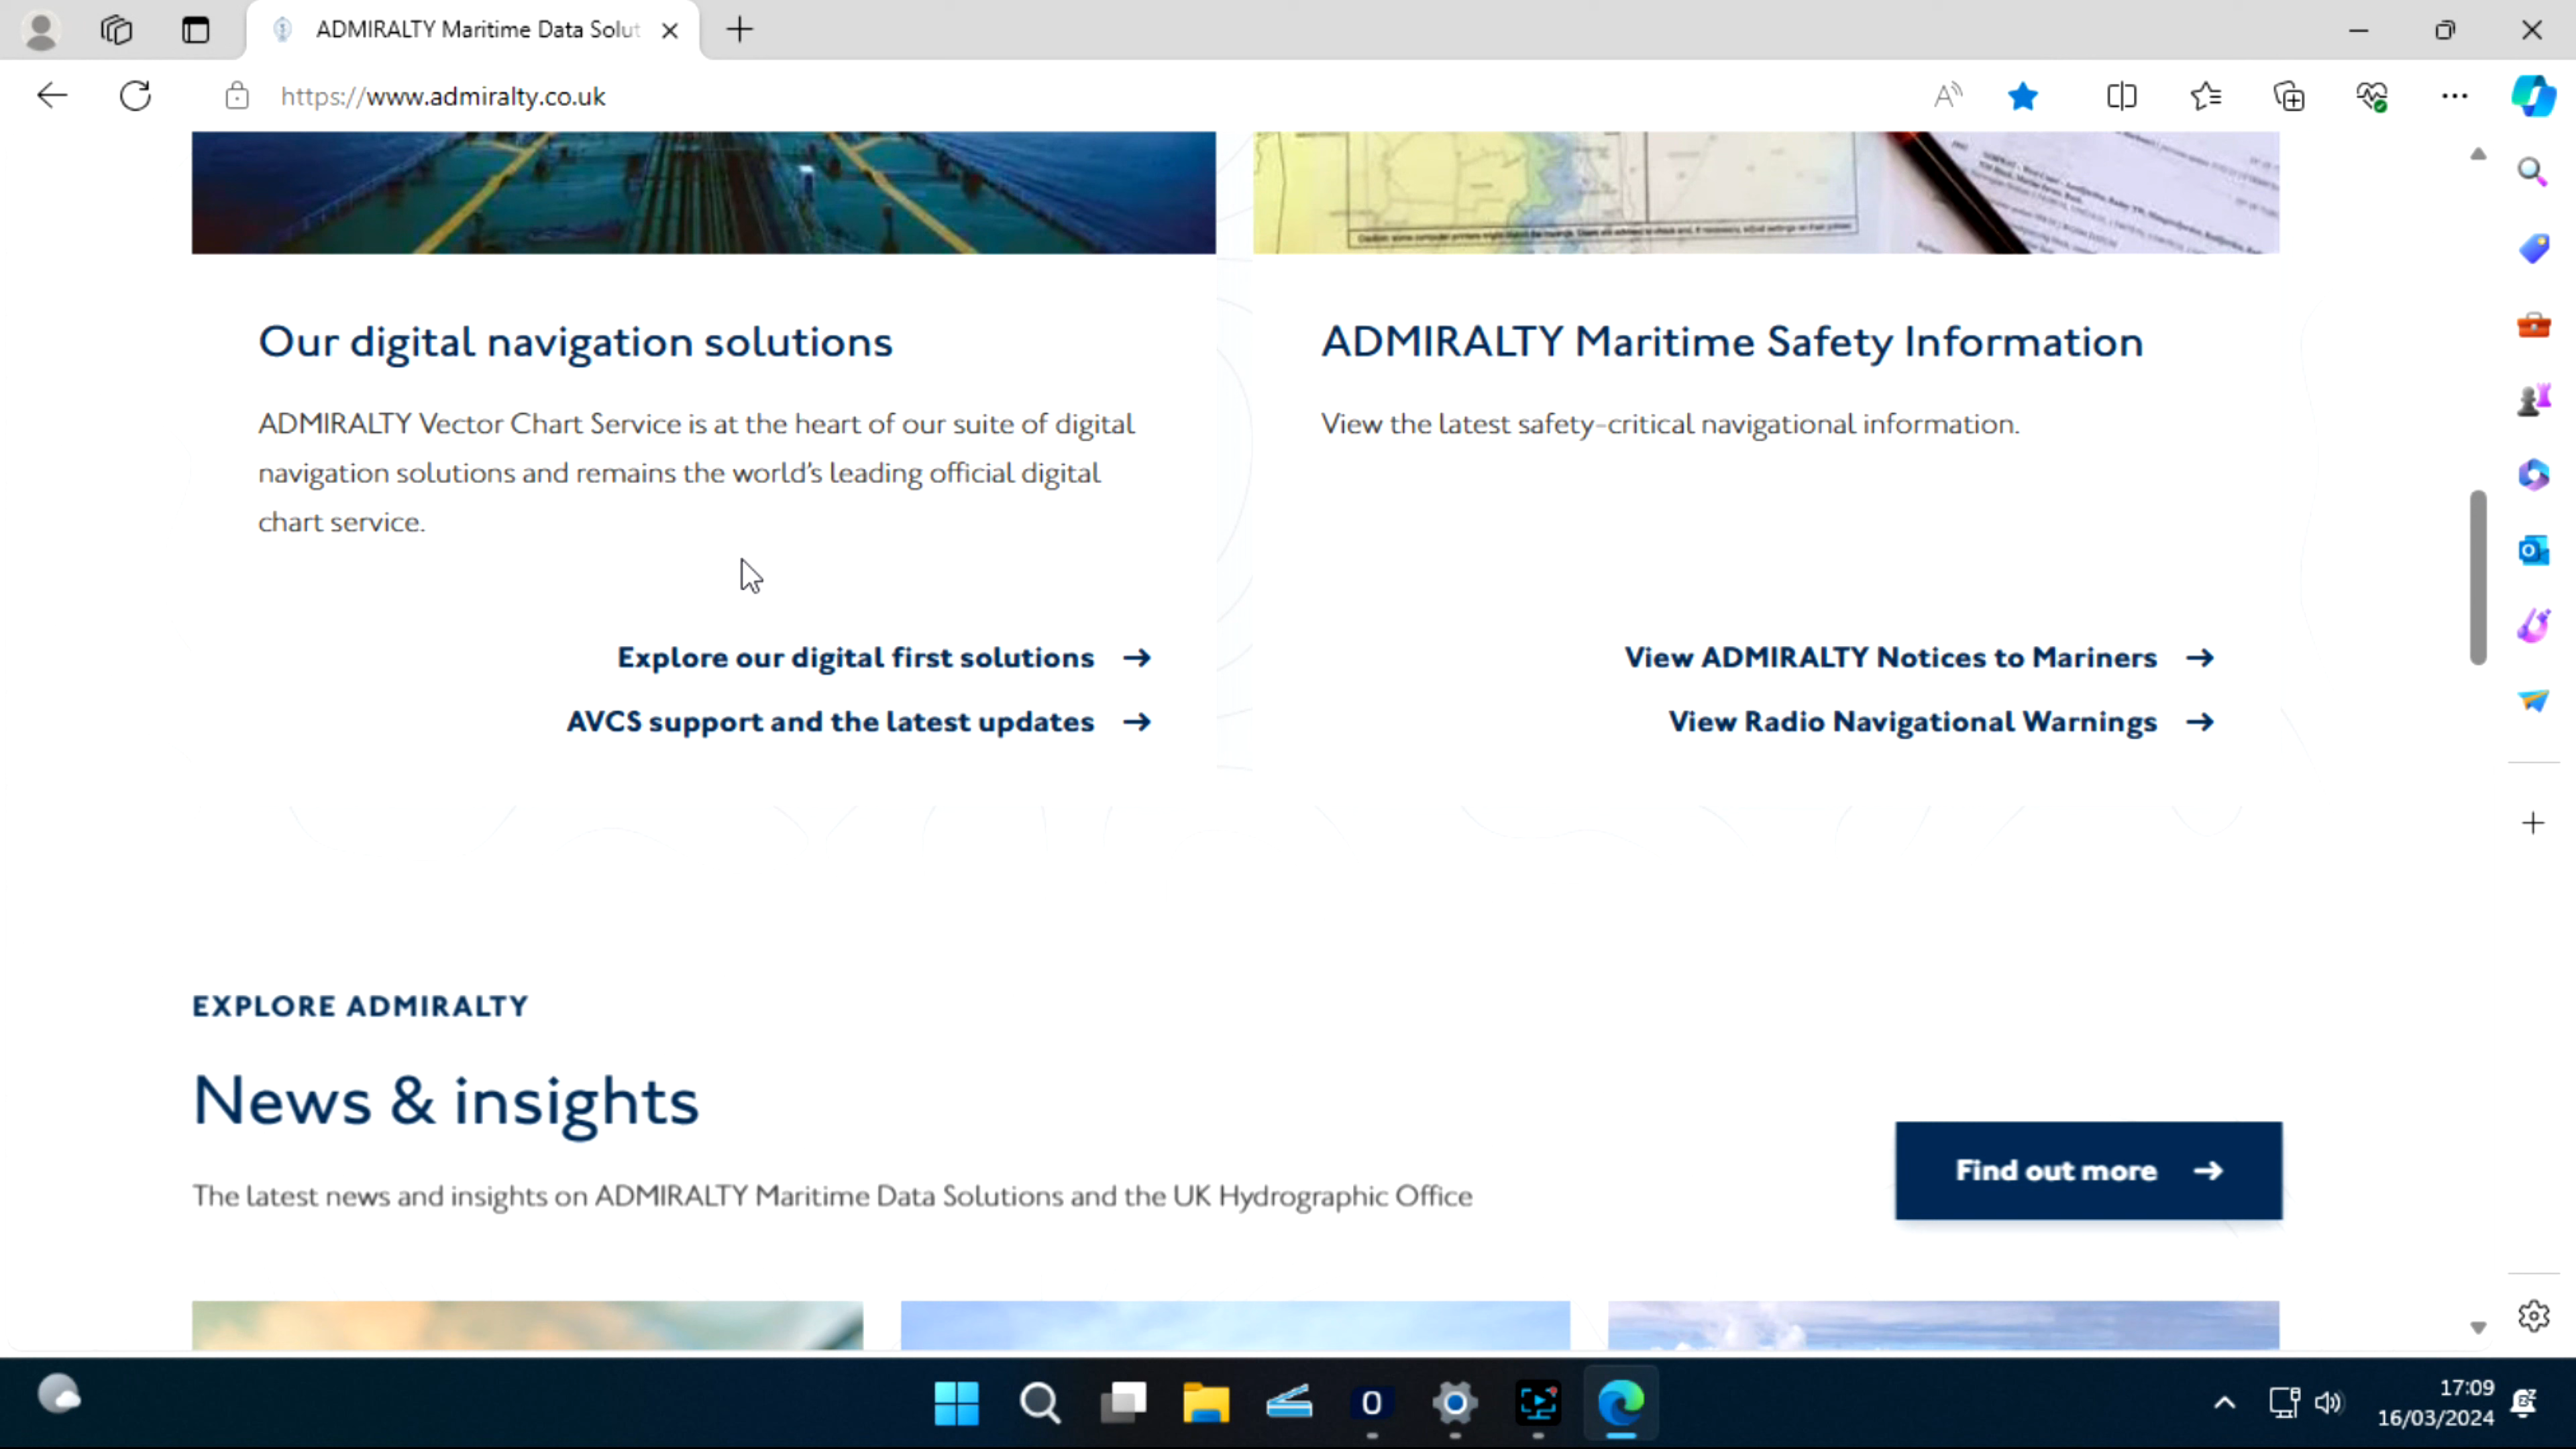 ADMIRALTY Maritime Data Solut
https://www.admiralty.co.uk
Our digital navigation solutions
ADMIRALTY Vector Chart Service is at the heart of our suite of digital
navigation solutions and remains the world's leading official digital
chart service.
Explore our digital first solutions
AVCS support and the latest updates
ADMIRALTY Maritime Safety Information
View the latest safety-critical navigational information.
View ADMIRALTY Notices to Mariners
View Radio Navigational Warnings
EXPLORE ADMIRALTY
News & insights
The latest news and insights on ADMIRALTY Maritime Data Solutions and the UK Hydrographic Office
Find out more
17:09
16/03/2024